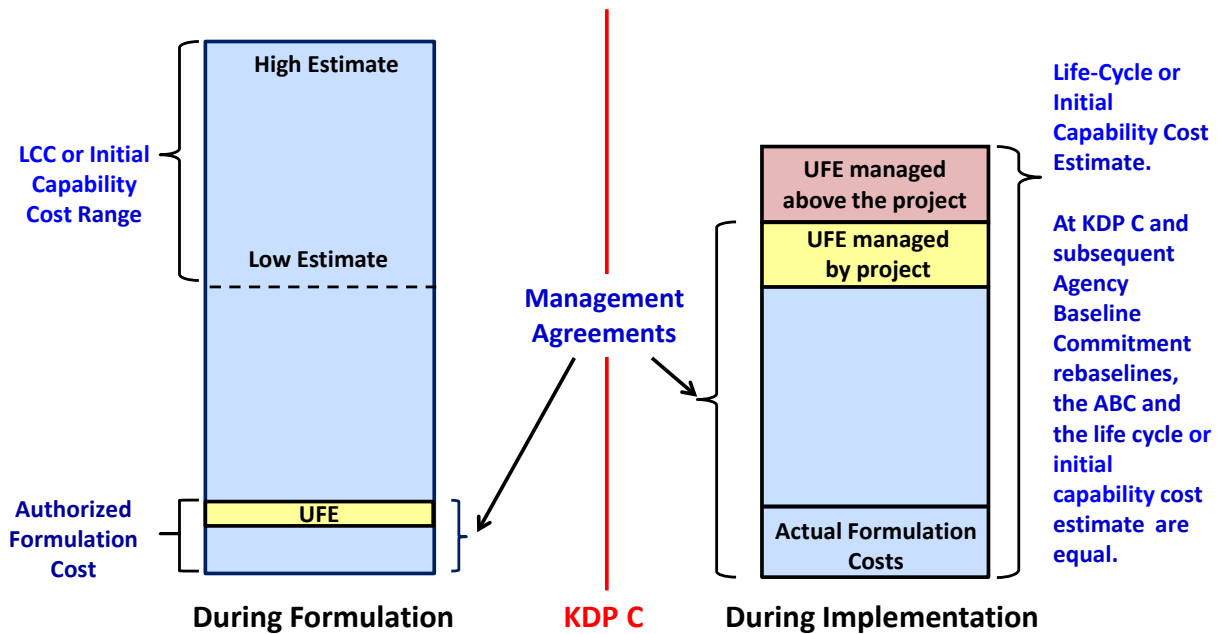 High Estimate
LCC or Initial
Capability
Cost Range
Low Estimate
Authorized
Formulation
Cost
UFE
During Formulation
Management
Agreements
KDP C
UFE managed
above the project
UFE managed
by project
Actual Formulation
Costs
During Implementation
Life-Cycle or
Initial
Capability Cost
Estimate.
At KDP C and
subsequent
Agency
Baseline
Commitment
rebaselines,
the ABC and
the life cycle or
initial
capability cost
estimate are
equal.